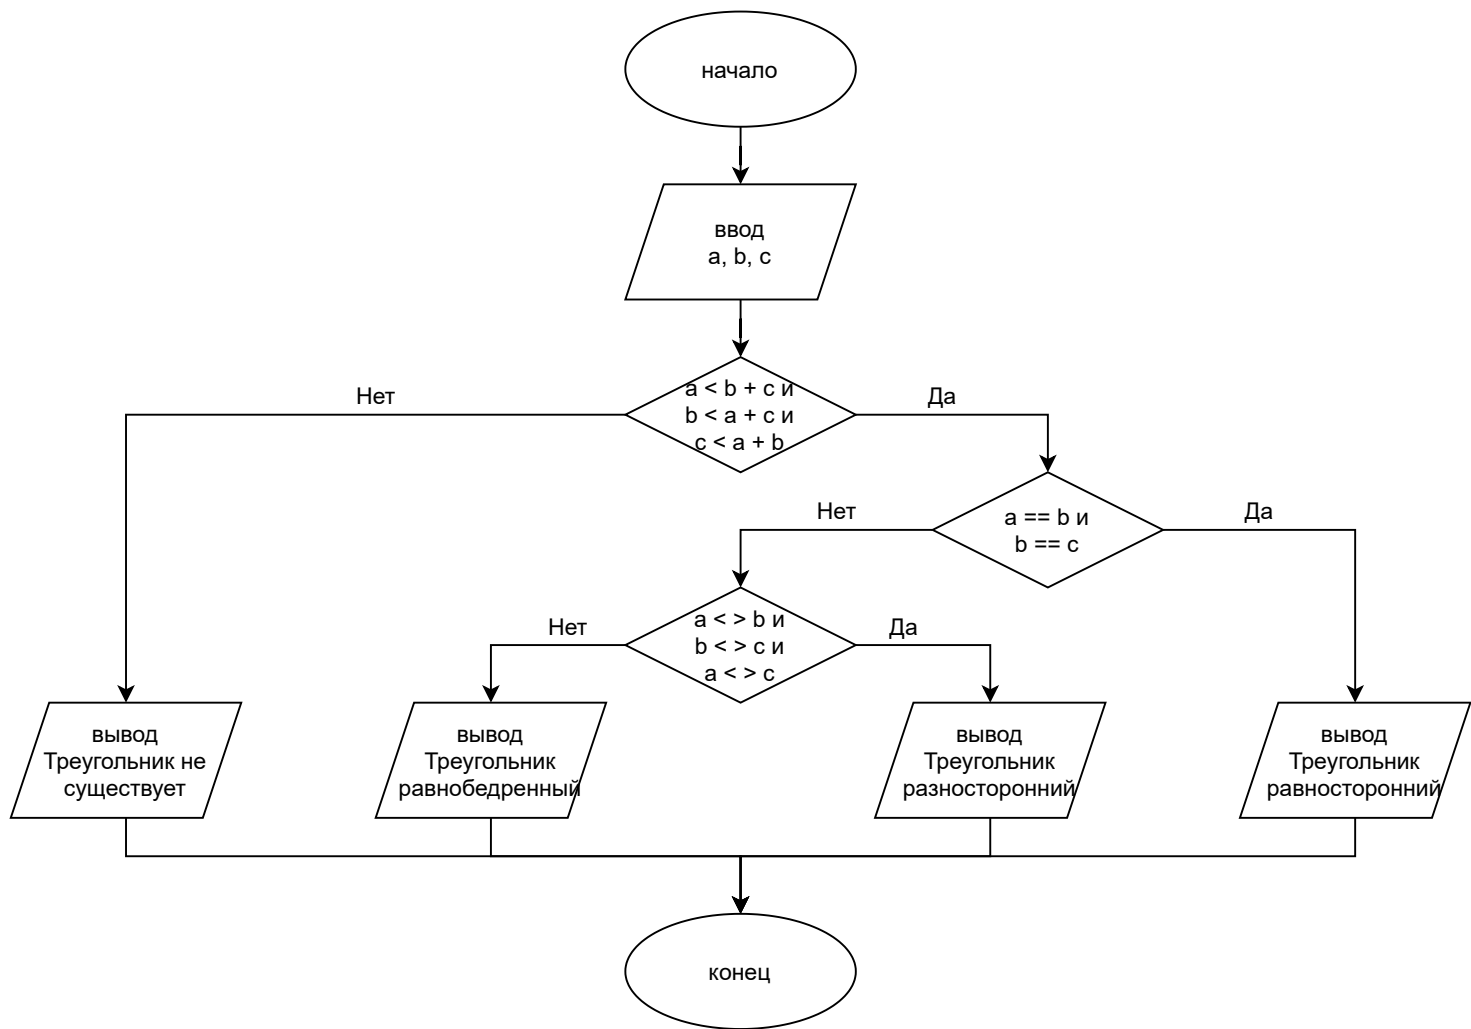 начало
ввод
a, b, c
a < b + c и
b < a + c и
c < a + b
Нет
Да
a == b и
b == c
Нет
Да
a < > b и
b < > c и
a < > c
Нет
Да
вывод
Треугольник не
существует
вывод
Треугольник
равнобедренный
вывод
Треугольник
разносторонний
вывод
Треугольник
равносторонний
конец